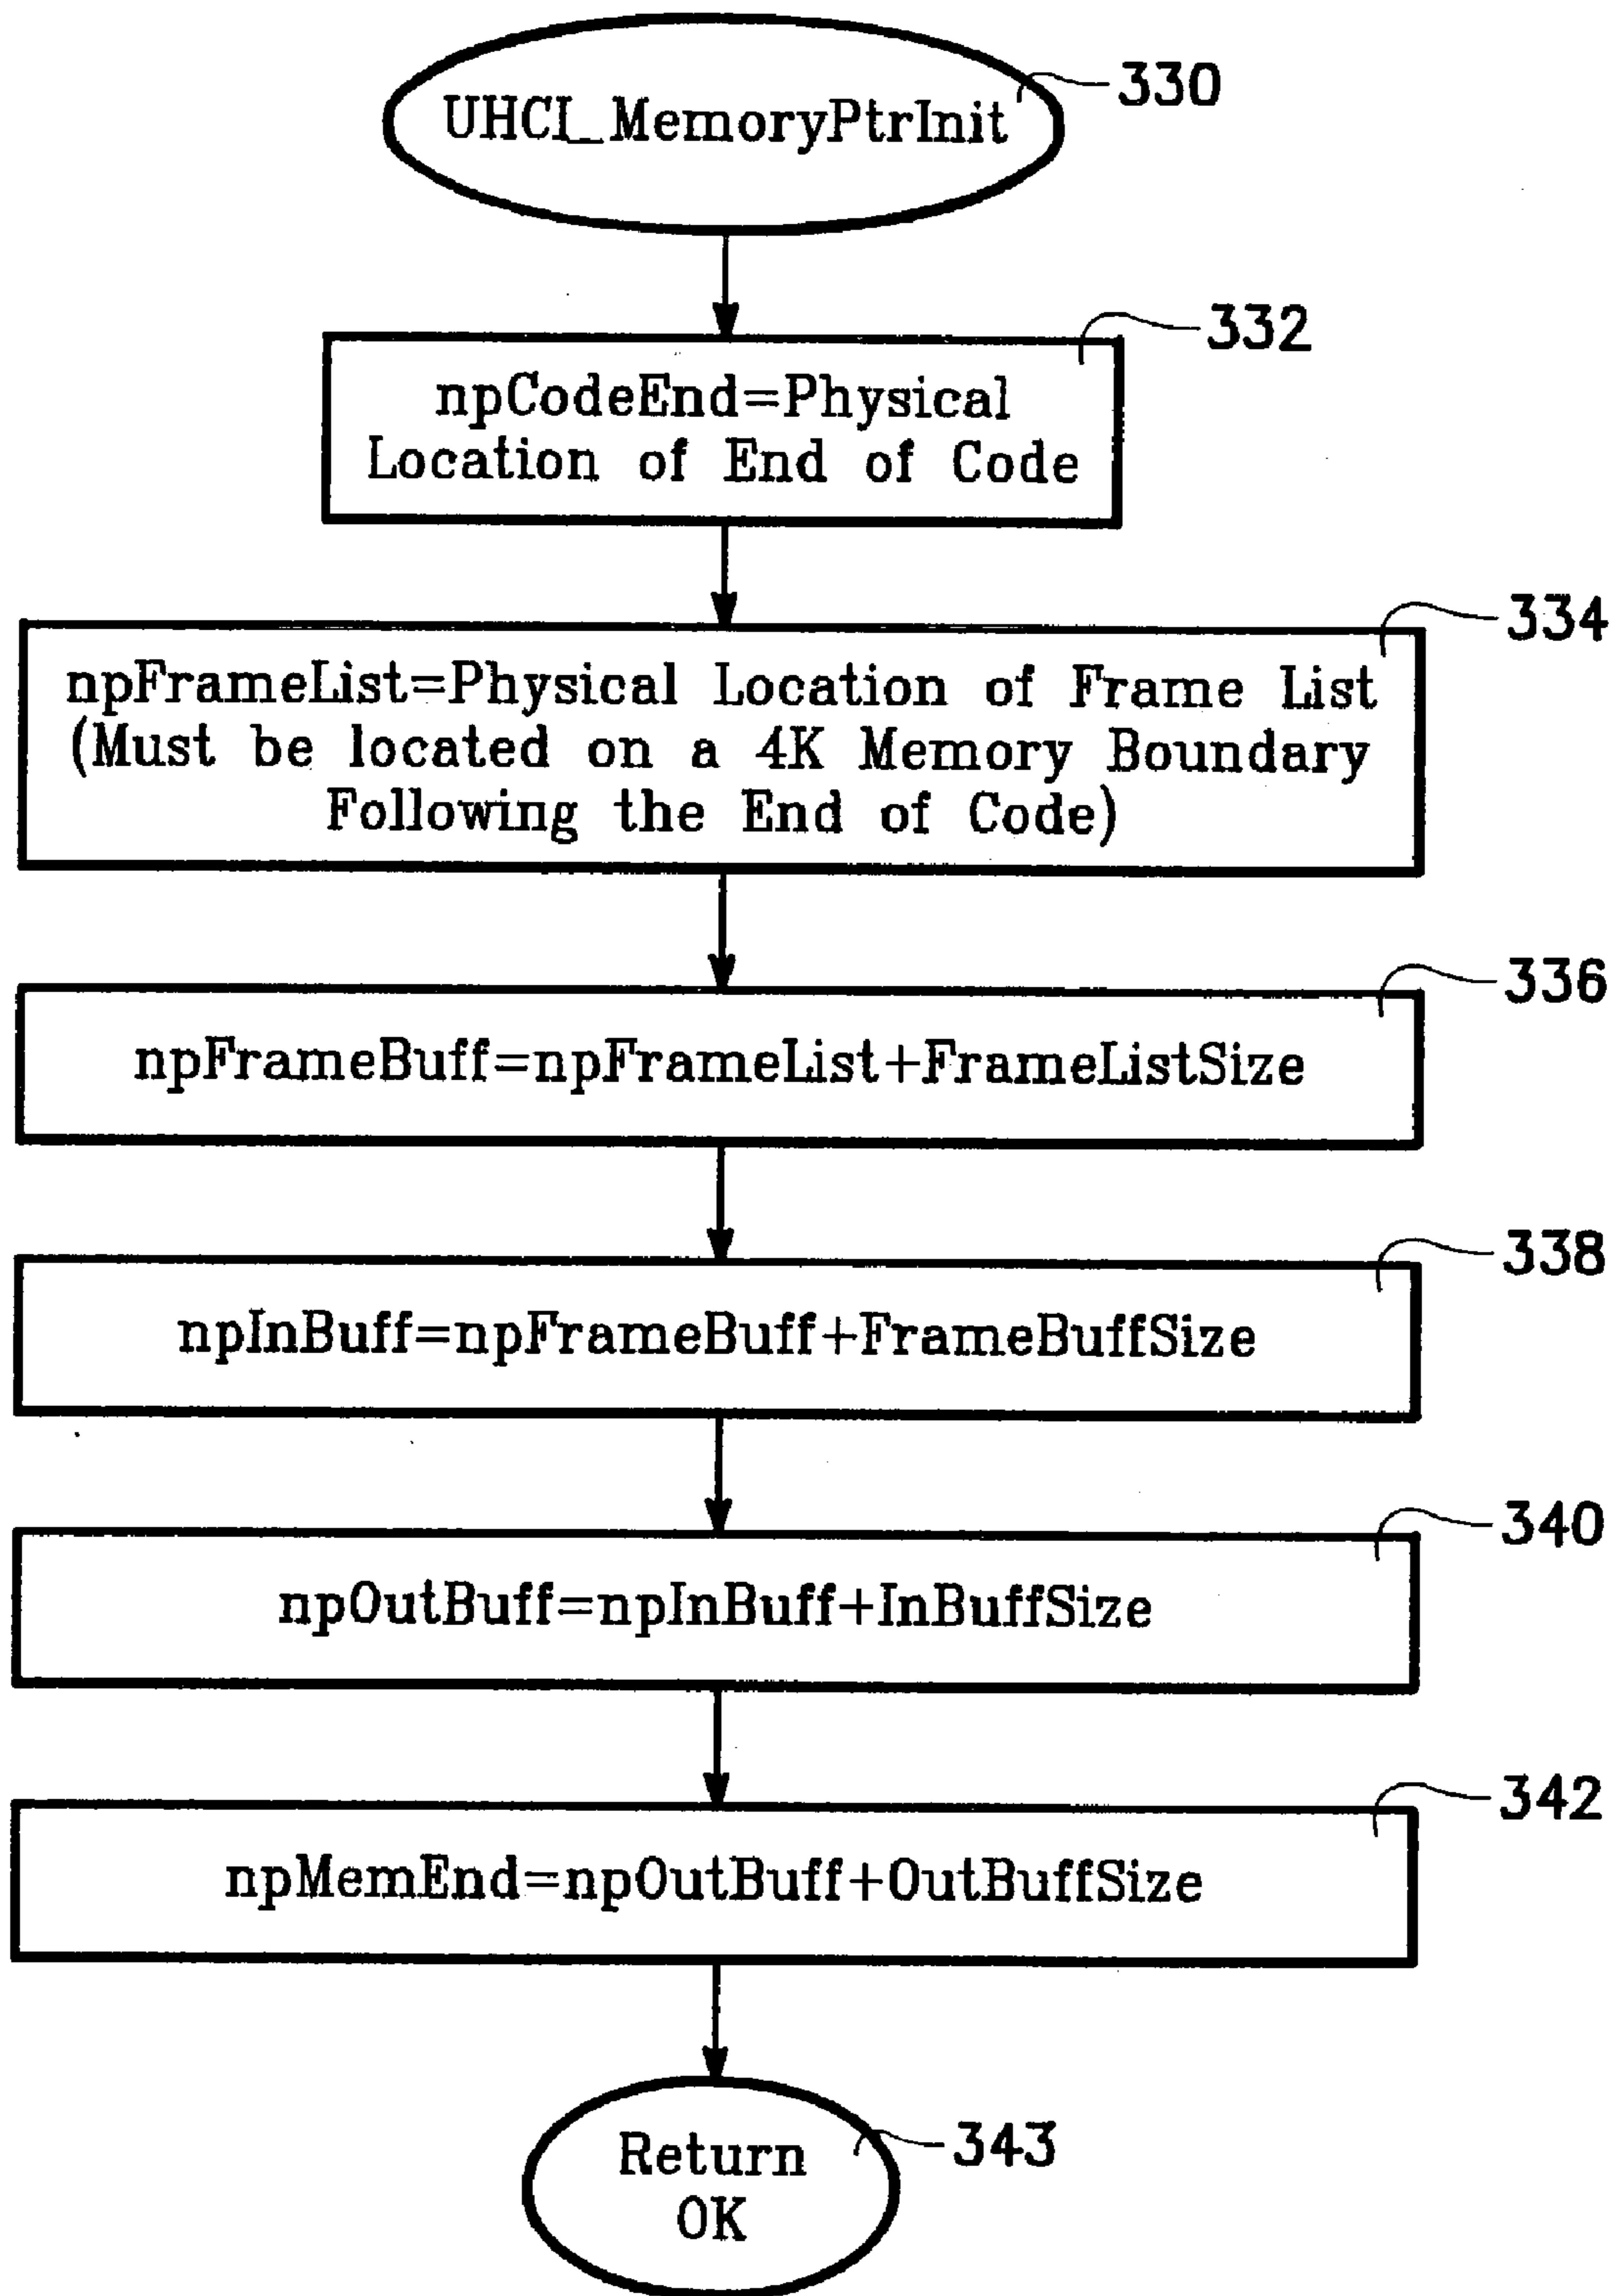 UHCI_MemoryPtrInit
330
332
npCodeEnd=Physical
Location of End of Code
334
npFrameList=Physical Location of Frame List
(Must be located on a 4K Memory Boundary
Following the End of Code)
336
npFrameBuff=npFrameList+FrameListSize
338
npInBuff=npFrameBuff+FrameBuffSize
340
npOutBuff=npInBuff+InBuffSize
342
npMemEnd=npOutBuff+OutBuffSize
343
Return
OK